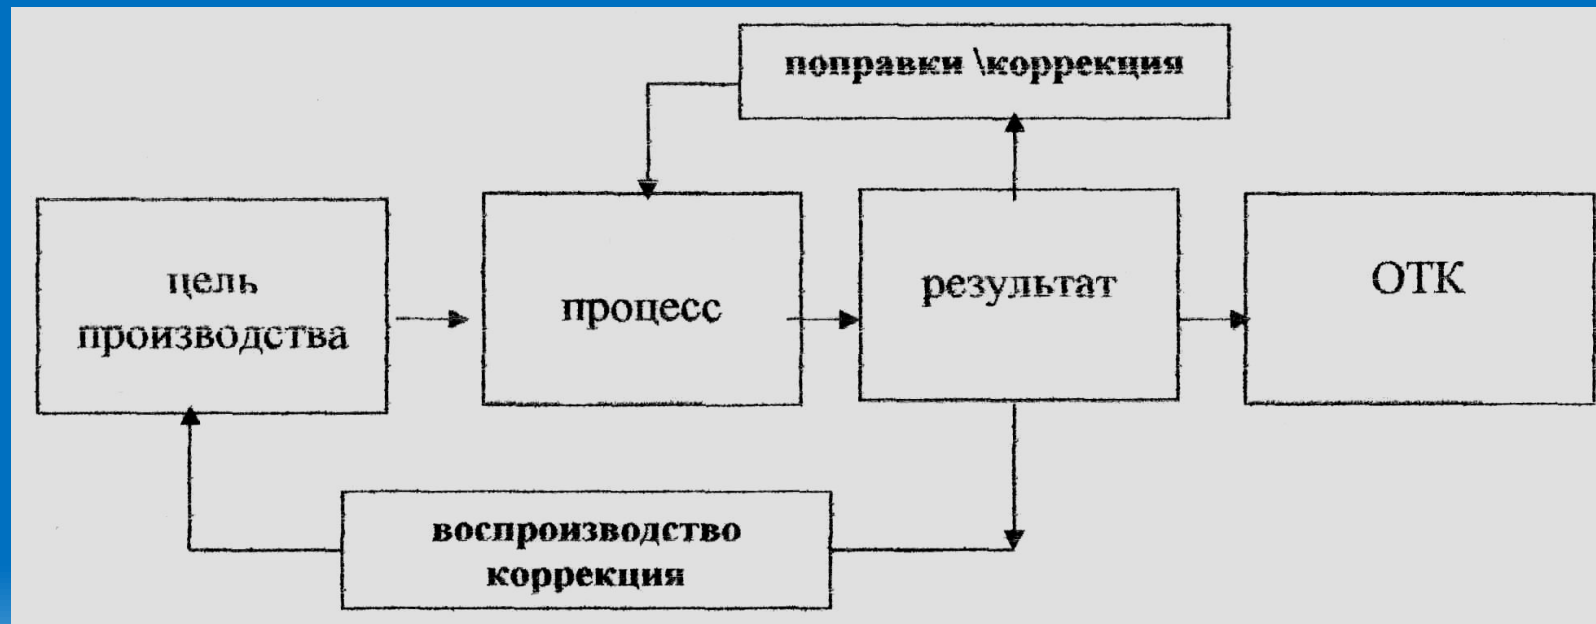 поправки \коррекция
цель
производства
процесс
результат
ОТК
воспроизводство
коррекция